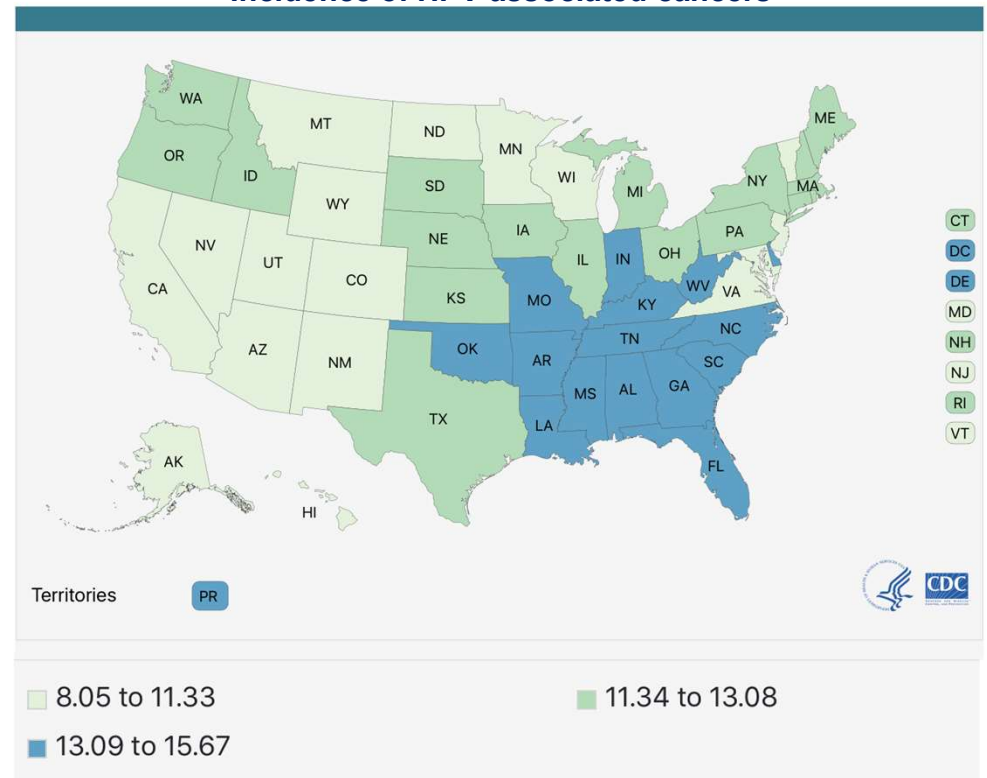 WA
MT
ND
MN
ME
OR
ID
SD
WI
MI
NY
MA
WY
NE
IA
PA
CT
NV
UT
CO
IL
IN
OH
DC
CA
KS
MO
KY
WV
VA
DE
AZ
NM
OK
AR
TN
NC
MD
TX
MS
AL
GA
SC
NH
LA
NJ
FL
RI
VT
AK
HI
Territories PR
CDC
8.05 to 11.33
11.34 to 13.08
13.09 to 15.67